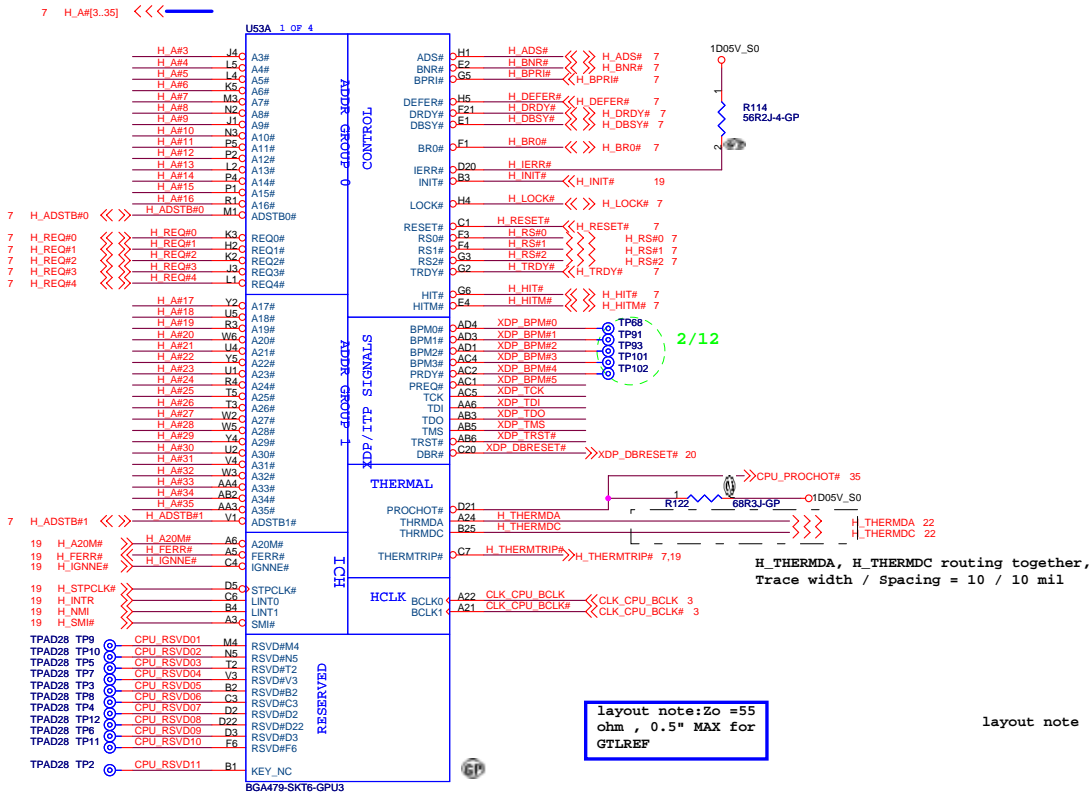 7 H_A#[3..35]
U53A 1 OF 4
H_A#3 J4 A3#
H_A#4 L5 A4#
H_A#5 L4 A5#
H_A#6 K5 A6#
H_A#7 M3 A7#
H_A#8 N2 A8#
H_A#9 J1 A9#
H_A#10 N3 A10#
H_A#11 P5 A11#
H_A#12 P2 A12#
H_A#13 L2 A13#
H_A#14 P4 A14#
H_A#15 P1 A15#
H_A#16 R1 A16#
7 H_ADSTB#0 H_ADSTB#0 M1 ADSTB0#
7 H_REQ#0 H_REQ#0 K3 REQ0#
7 H_REQ#1 H_REQ#1 H2 REQ1#
7 H_REQ#2 H_REQ#2 K2 REQ2#
7 H_REQ#3 H_REQ#3 J3 REQ3#
7 H_REQ#4 H_REQ#4 L1 REQ4#
ADDR GROUP 0
H_A#17 Y2 A17#
H_A#18 U5 A18#
H_A#19 R3 A19#
H_A#20 W6 A20#
H_A#21 U4 A21#
H_A#22 Y5 A22#
H_A#23 U1 A23#
H_A#24 R4 A24#
H_A#25 T5 A25#
H_A#26 T3 A26#
H_A#27 W2 A27#
H_A#28 W5 A28#
H_A#29 Y4 A29#
H_A#30 U2 A30#
H_A#31 V4 A31#
H_A#32 W3 A32#
H_A#33 AA4 A33#
H_A#34 AB2 A34#
H_A#35 AA3 A35#
7 H_ADSTB#1 H_ADSTB#1 V1 ADSTB1#
ADDR GROUP 1
19 H_A20M# H_A20M# A6 A20M#
19 H_FERR# H_FERR# A5 FERR#
19 H_IGNNE# H_IGNNE# C4 IGNNE#
19 H_STPCLK# D5 STPCLK#
19 H_INTR C6 LINT0
19 H_NMI B4 LINT1
19 H_SMI# A3 SMI#
ICH
TPAD28 TP9 CPU_RSVD01 M4 RSVD#M4
TPAD28 TP10 CPU_RSVD02 N5 RSVD#N5
TPAD28 TP5 CPU_RSVD03 T2 RSVD#T2
TPAD28 TP7 CPU_RSVD04 V3 RSVD#V3
TPAD28 TP3 CPU_RSVD05 B2 RSVD#B2
TPAD28 TP8 CPU_RSVD06 C3 RSVD#C3
TPAD28 TP4 CPU_RSVD07 D2 RSVD#D2
TPAD28 TP12 CPU_RSVD08 D22 RSVD#D22
TPAD28 TP6 CPU_RSVD09 D3 RSVD#D3
TPAD28 TP11 CPU_RSVD10 F6 RSVD#F6
TPAD28 TP2 CPU_RSVD11 B1 KEY_NC
RESERVED
BGA479-SKT6-GPU3
CONTROL
ADS# H1 H_ADS# H_ADS# 7
BNR# E2 H_BNR# H_BNR# 7
BPRI# G5 H_BPRI# H_BPRI# 7
DEFER# H5 H_DEFER# H_DEFER# 7
DRDY# F21 H_DRDY# H_DRDY# 7
DBSY# E1 H_DBSY# H_DBSY# 7
BR0# F1 H_BR0# H_BR0# 7
IERR# D20 H_IERR#
INIT# B3 H_INIT# H_INIT# 19
LOCK# H4 H_LOCK# H_LOCK# 7
RESET# C1 H_RESET# H_RESET# 7
RS0# F3 H_RS#0 H_RS#0 7
RS1# F4 H_RS#1 H_RS#1 7
RS2# G3 H_RS#2 H_RS#2 7
TRDY# G2 H_TRDY# H_TRDY# 7
HIT# G6 H_HIT# H_HIT# 7
HITM# E4 H_HITM# H_HITM# 7
1D05V_S0
1
R114
56R2J-4-GP
2
XDP/ITP SIGNALS
BPM0# AD4 XDP_BPM#0 TP68
BPM1# AD3 XDP_BPM#1 TP91
BPM2# AD1 XDP_BPM#2 TP93
BPM3# AC4 XDP_BPM#3 TP101
PRDY# AC2 XDP_BPM#4 TP102
2/12
PREQ# AC1 XDP_BPM#5
TCK AC5 XDP_TCK
TDI AA6 XDP_TDI
TDO AB3 XDP_TDO
TMS AB5 XDP_TMS
TRST# AB6 XDP_TRST#
DBR# C20 XDP_DBRESET# XDP_DBRESET# 20
THERMAL
CPU_PROCHOT# 35
1 R122 68R3J-GP 1D05V_S0
PROCHOT# D21
THRMDA A24 H_THERMDA H_THERMDA 22
THRMDC B25 H_THERMDC H_THERMDC 22
THERMTRIP# C7 H_THERMTRIP# H_THERMTRIP# 7,19
H_THERMDA, H_THERMDC routing together,
Trace width / Spacing = 10 / 10 mil
HCLK
BCLK0 A22 CLK_CPU_BCLK CLK_CPU_BCLK 3
BCLK1 A21 CLK_CPU_BCLK# CLK_CPU_BCLK# 3
layout note:Zo =55
ohm , 0.5" MAX for
GTLREF
layout note
GP